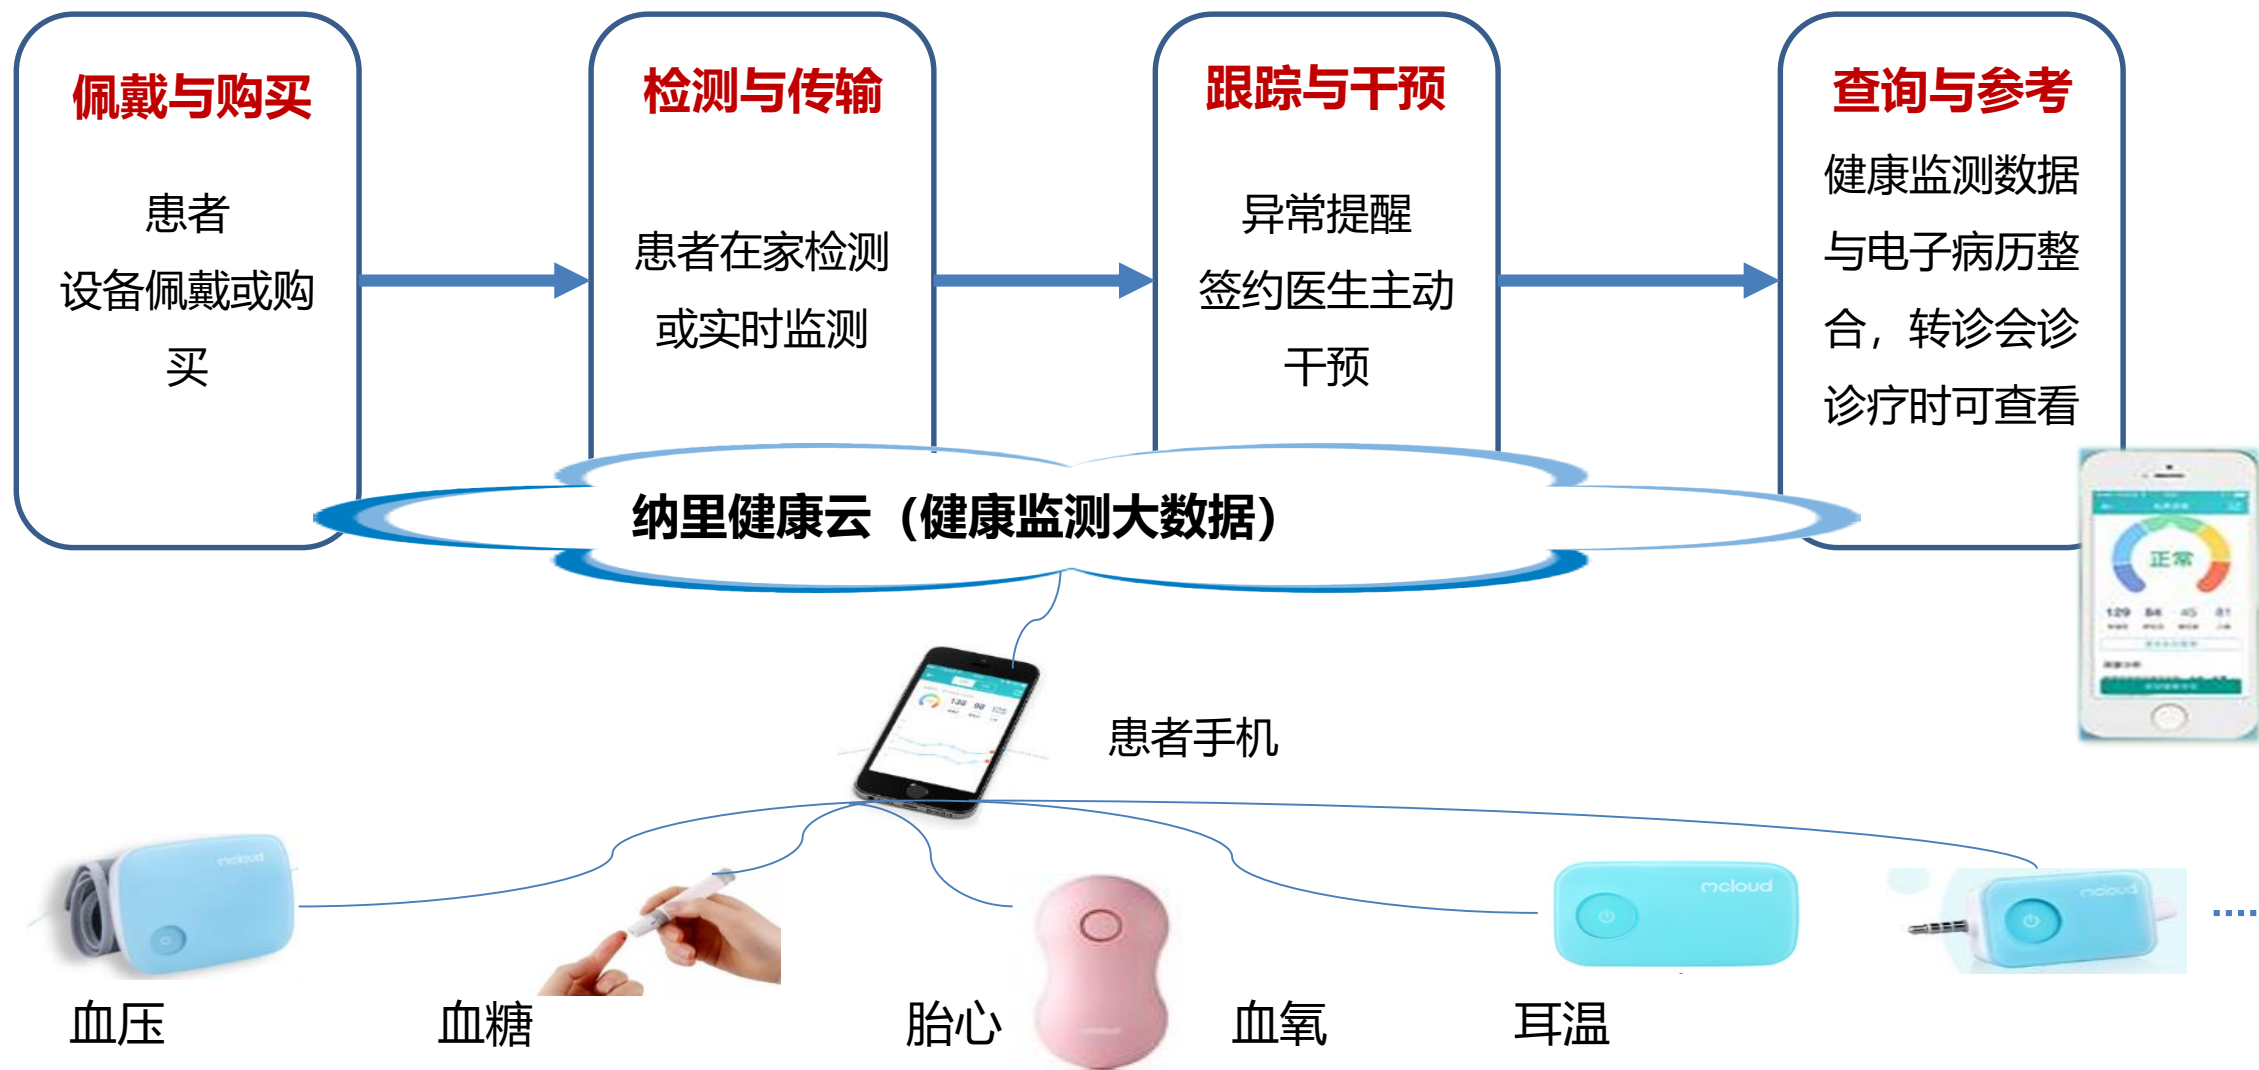 佩戴与购买
患者
设备佩戴或购
买
检测与传输
患者在家检测
或实时监测
跟踪与干预
异常提醒
签约医生主动
干预
查询与参考
健康监测数据
与电子病历整
合，转诊会诊
诊疗时可查看
纳里健康云（健康监测大数据）
正常
129 84 45 81
患者手机
mcloud
mcloud
mcloud
血压
血糖
胎心
血氧
耳温